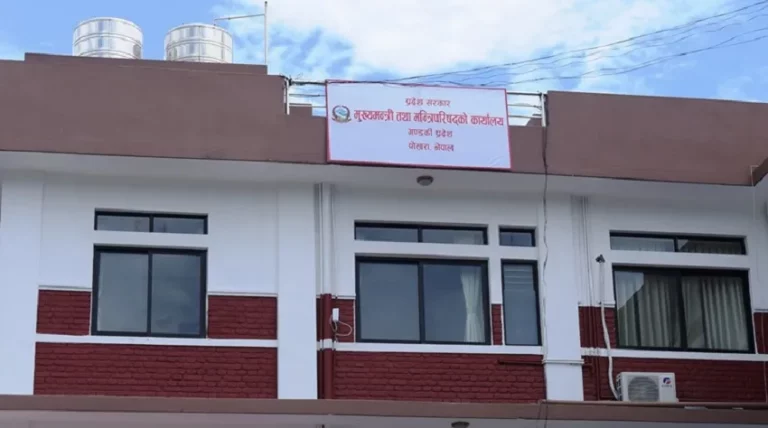 प्रदेश सरकार
मुख्यमन्त्री तथा मन्त्रिपरिषद्को कार्यालय
गण्डकी प्रदेश
पोखरा, नेपाल